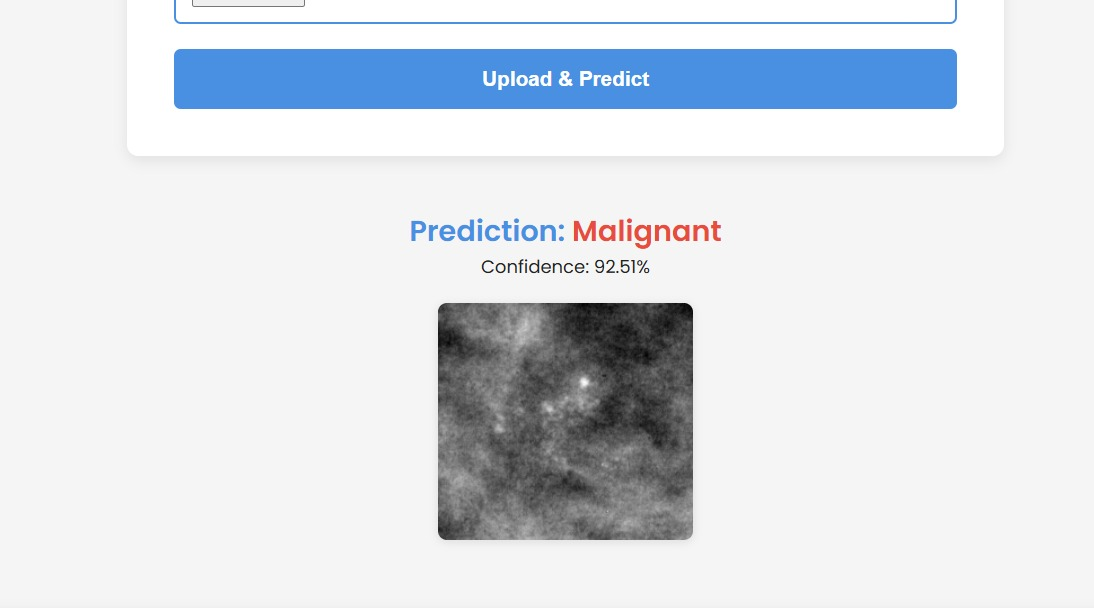 Upload & Predict
Prediction: Malignant
Confidence: 92.51%